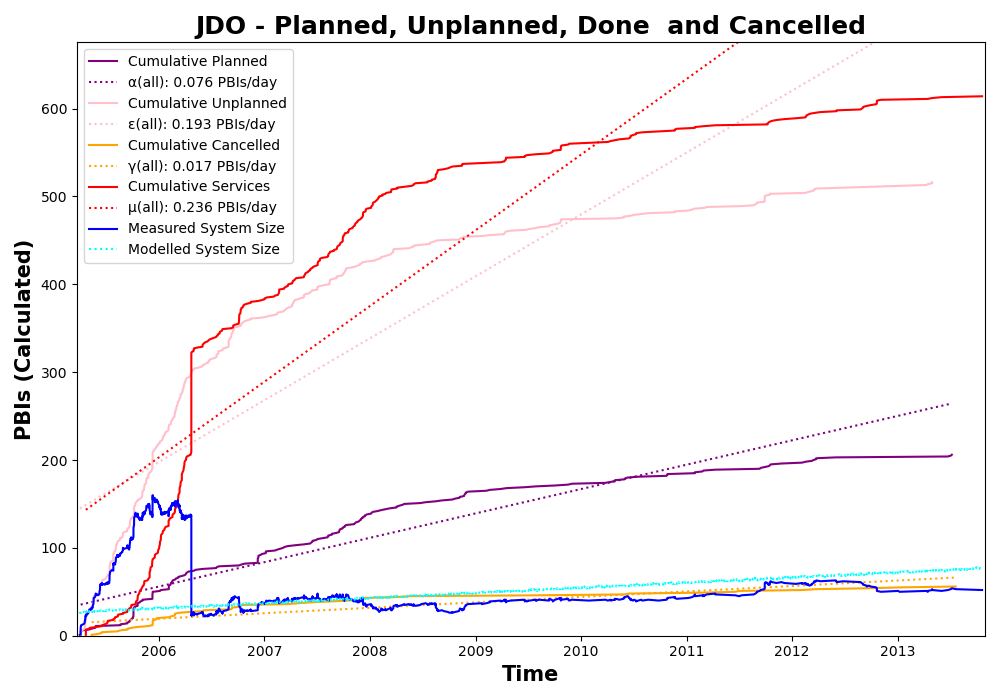 JDO - Planned, Unplanned, Done  and Cancelled
Cumulative Planned
α(all): 0.076 PBIs/day
Cumulative Unplanned
ε(all): 0.193 PBIs/day
Cumulative Cancelled
γ(all): 0.017 PBIs/day
Cumulative Services
μ(all): 0.236 PBIs/day
Measured System Size
Modelled System Size
PBIs (Calculated)
600
500
400
300
200
100
0
2006 2007 2008 2009 2010 2011 2012 2013
Time